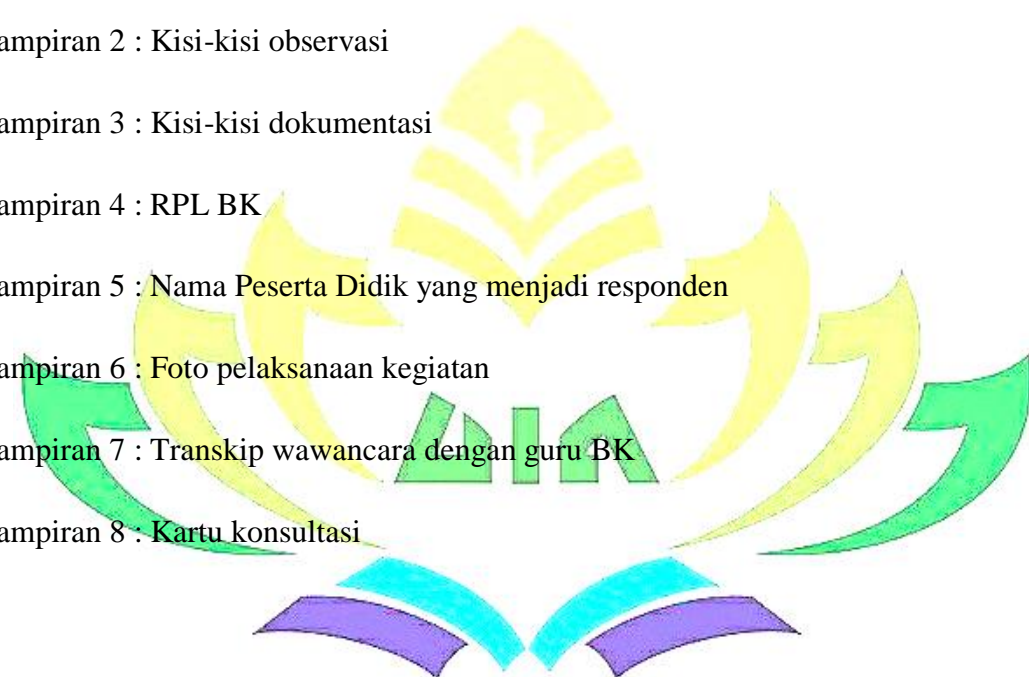 ampiran 2 : Kisi-kisi observasi
ampiran 3 : Kisi-kisi dokumentasi
ampiran 4 : RPL BK
ampiran 5 : Nama Peserta Didik yang menjadi responden
ampiran 6 : Foto pelaksanaan kegiatan
ampiran 7 : Transkip wawancara dengan guru BK
ampiran 8 : Kartu konsultasi
UIN